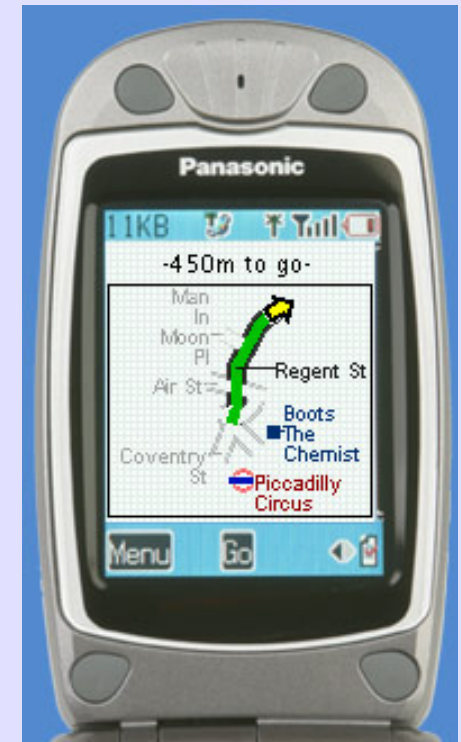 Panasonic
11KB
-450m to go-
Man
In
Moon
Pl
Regent St
Air St
Boots
The
Chemist
Coventry
St
Piccadilly
Circus
Menu
Go